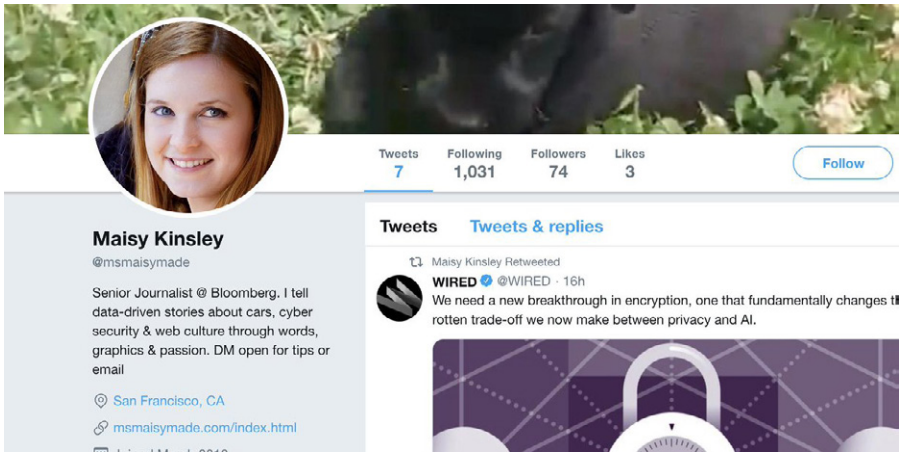 Tweets Following Followers Likes
7 1,031 74 3
Follow
Maisy Kinsley
@msmaisymade
Senior Journalist @ Bloomberg. I tell
data-driven stories about cars, cyber
security & web culture through words,
graphics & passion. DM open for tips or
email
San Francisco, CA
msmaisymade.com/index.html
Tweets Tweets & replies
Maisy Kinsley Retweeted
WIRED @WIRED · 16h
We need a new breakthrough in encryption, one that fundamentally changes
rotten trade-off we now make between privacy and AI.